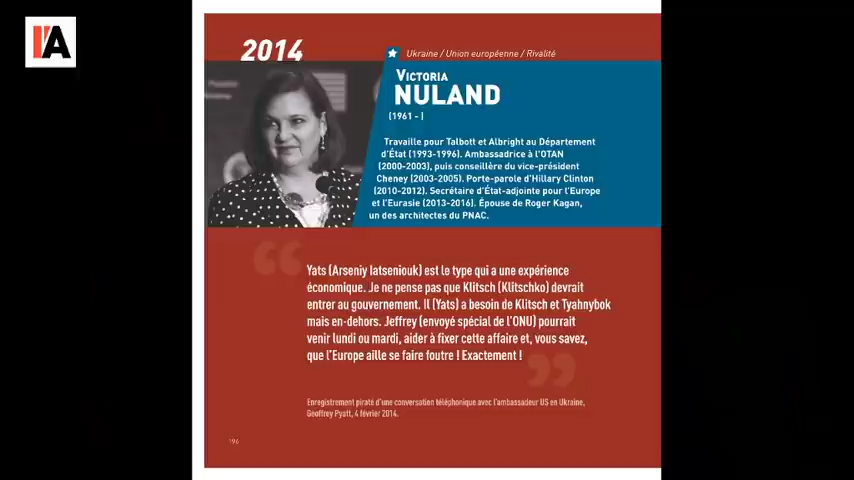 I'A
2014
Ukraine / Union européenne / Rivalité
VICTORIA
NULAND
(1961 - )
Travaille pour Talbott et Albright au Département
d'État (1993-1996). Ambassadrice à l'OTAN
(2000-2003), puis conseillère du vice-président
Cheney (2003-2005). Porte-parole d'Hillary Clinton
(2010-2012). Secrétaire d'État-adjointe pour l'Europe
et l'Eurasie (2013-2016). Épouse de Roger Kagan,
un des architectes du PNAC.
“
Yats (Arseniy Iatseniouk) est le type qui a une expérience
économique. Je ne pense pas que Klitsch (Klitschko) devrait
entrer au gouvernement. Il (Yats) a besoin de Klitsch et Tyahnybok
mais en-dehors. Jeffrey (envoyé spécial de l'ONU) pourrait
venir lundi ou mardi, aider à fixer cette affaire et, vous savez,
que l'Europe aille se faire foutre ! Exactement !
”
Enregistrement piraté d'une conversation téléphonique avec l'ambassadeur US en Ukraine,
Geoffrey Pyatt, 4 février 2014.
196